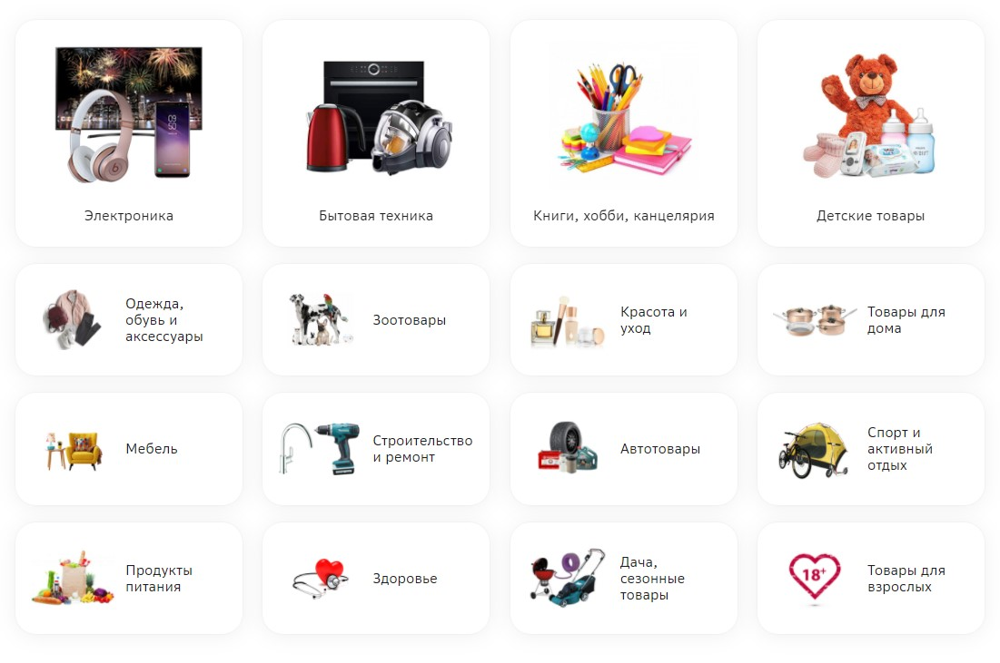 Электроника
Бытовая техника
Книги, хобби, канцелярия
Детские товары
Одежда,
обувь и
аксессуары
Зоотовары
Красота и
уход
Товары для
дома
Мебель
Строительство
и ремонт
Автотовары
Спорт и
активный
отдых
Продукты
питания
Здоровье
Дача,
сезонные
товары
18+
Товары для
взрослых